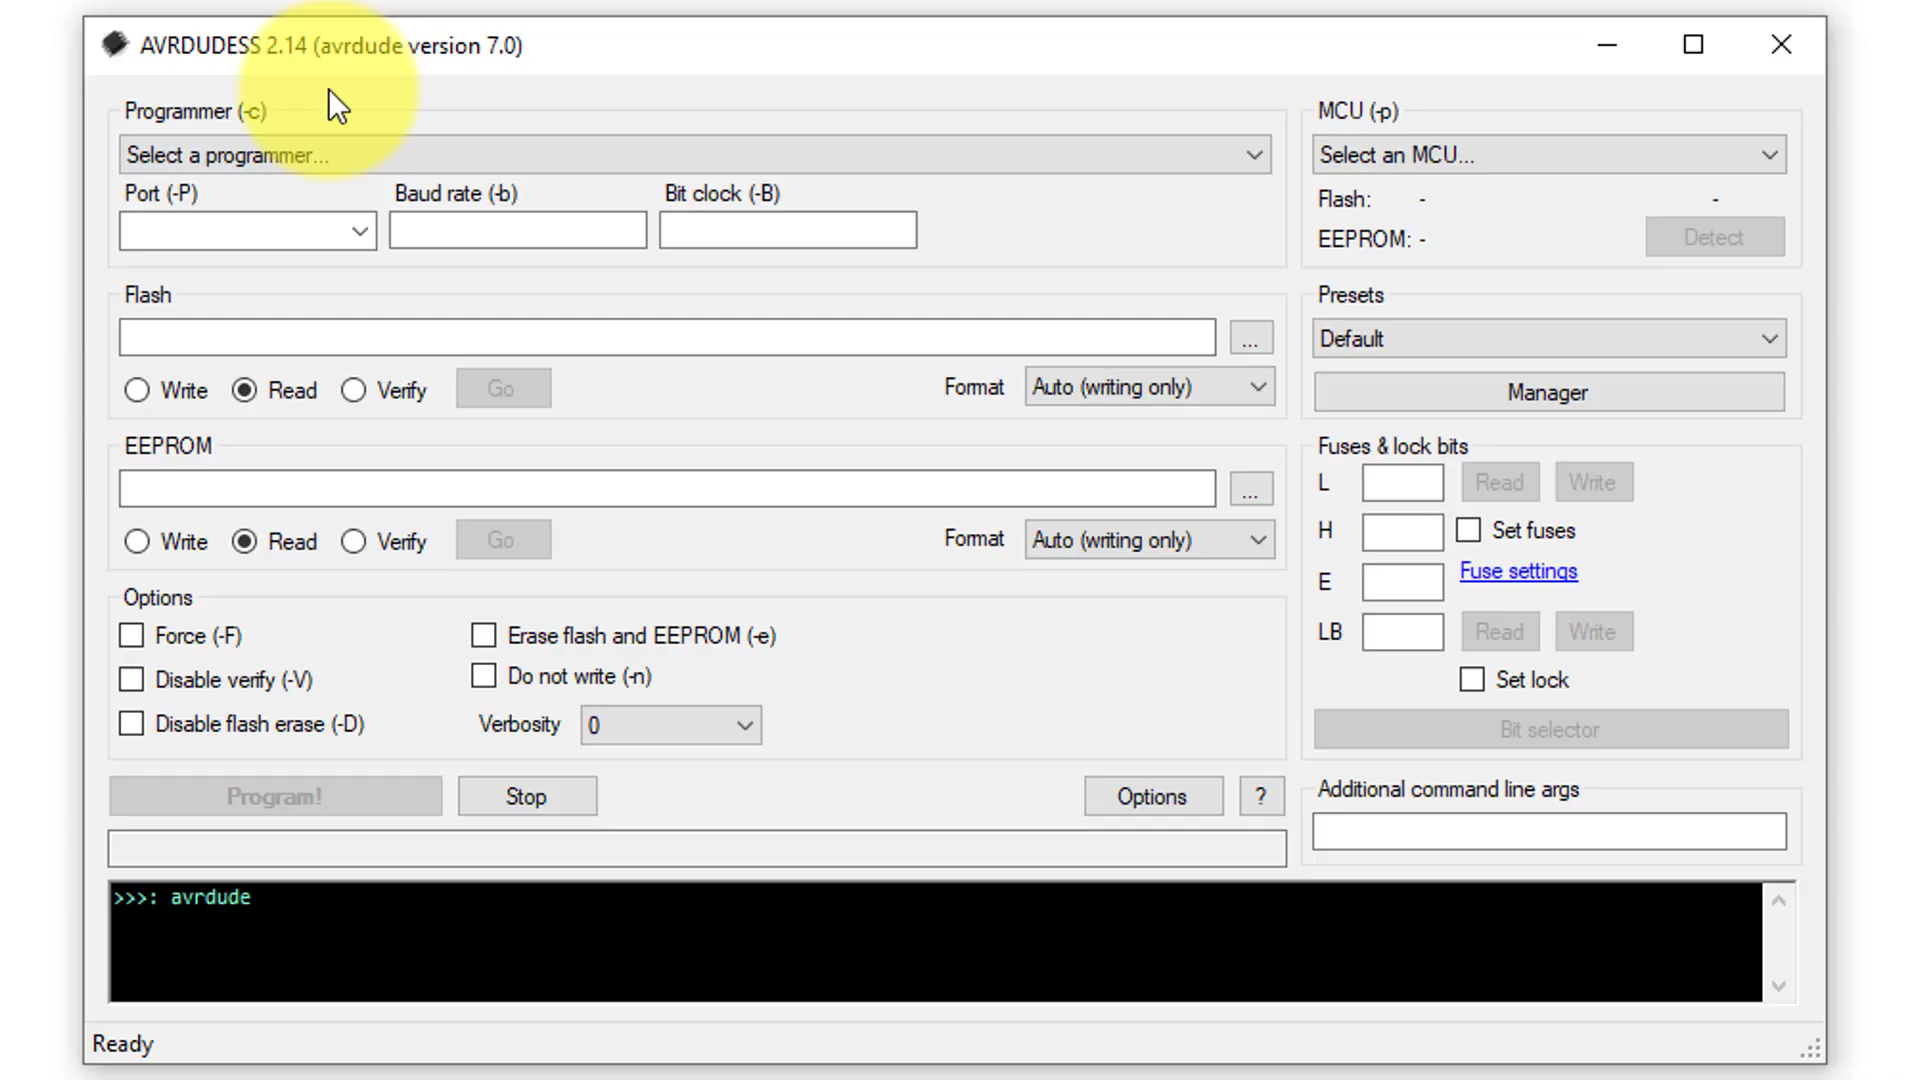 AVRDUDESS 2.14 (avrdude version 7.0)
Programmer (-c)
Select a programmer...
Port (-P)
Baud rate (-b)
Bit clock (-B)
MCU (-p)
Select an MCU...
Flash: - -
EEPROM: -
Detect
Flash
...
Write
Read
Verify
Go
Format
Auto (writing only)
Presets
Default
Manager
EEPROM
...
Write
Read
Verify
Go
Format
Auto (writing only)
Fuses & lock bits
L
Read
Write
H
Set fuses
E
Fuse settings
LB
Read
Write
Set lock
Bit selector
Options
Force (-F)
Erase flash and EEPROM (-e)
Disable verify (-V)
Do not write (-n)
Disable flash erase (-D)
Verbosity
0
Program!
Stop
Options
?
Additional command line args
>>>: avrdude
Ready